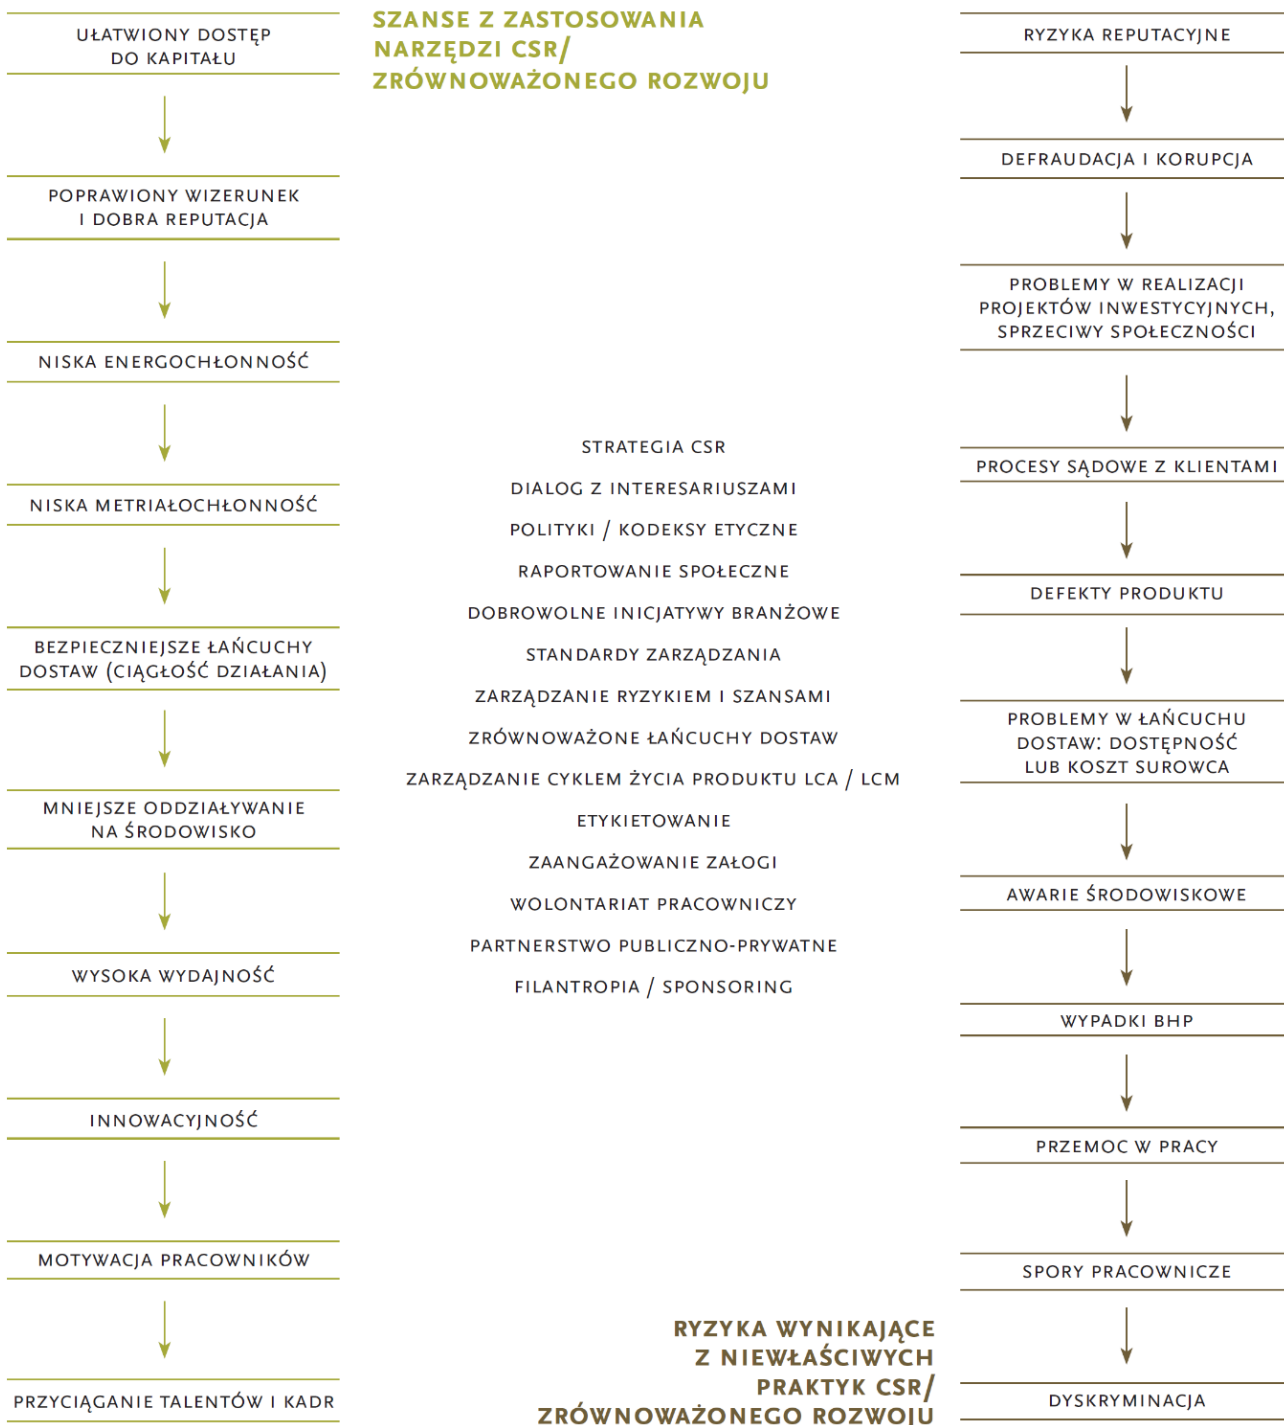 SZANSE Z ZASTOSOWANIA
NARZĘDZI CSR/
ZRÓWNOWAŻONEGO ROZWOJU
UŁATWIONY DOSTĘP
DO KAPITAŁU
POPRAWIONY WIZERUNEK
I DOBRA REPUTACJA
NISKA ENERGOCHŁONNOŚĆ
NISKA METRIAŁOCHŁONNOŚĆ
BEZPIECZNIEJSZE ŁAŃCUCHY
DOSTAW (CIĄGŁOŚĆ DZIAŁANIA)
MNIEJSZE ODDZIAŁYWANIE
NA ŚRODOWISKO
WYSOKA WYDAJNOŚĆ
INNOWACYJNOŚĆ
MOTYWACJA PRACOWNIKÓW
PRZYCIĄGANIE TALENTÓW I KADR
STRATEGIA CSR
DIALOG Z INTERESARIUSZAMI
POLITYKI / KODEKSY ETYCZNE
RAPORTOWANIE SPOŁECZNE
DOBROWOLNE INICJATYWY BRANŻOWE
STANDARDY ZARZĄDZANIA
ZARZĄDZANIE RYZYKIEM I SZANSAMI
ZRÓWNOWAŻONE ŁAŃCUCHY DOSTAW
ZARZĄDZANIE CYKLEM ŻYCIA PRODUKTU LCA / LCM
ETYKIETOWANIE
ZAANGAŻOWANIE ZAŁOGI
WOLONTARIAT PRACOWNICZY
PARTNERSTWO PUBLICZNO-PRYWATNE
FILANTROPIA / SPONSORING
RYZYKA WYNIKAJĄCE
Z NIEWŁAŚCIWYCH
PRAKTYK CSR/
ZRÓWNOWAŻONEGO ROZWOJU
RYZYKA REPUTACYJNE
DEFRAUDACJA I KORUPCJA
PROBLEMY W REALIZACJI
PROJEKTÓW INWESTYCYJNYCH,
SPRZECIWY SPOŁECZNOŚCI
PROCESY SĄDOWE Z KLIENTAMI
DEFEKTY PRODUKTU
PROBLEMY W ŁAŃCUCHU
DOSTAW: DOSTĘPNOŚĆ
LUB KOSZT SUROWCA
AWARIE ŚRODOWISKOWE
WYPADKI BHP
PRZEMOC W PRACY
SPORY PRACOWNICZE
DYSKRYMINACJA